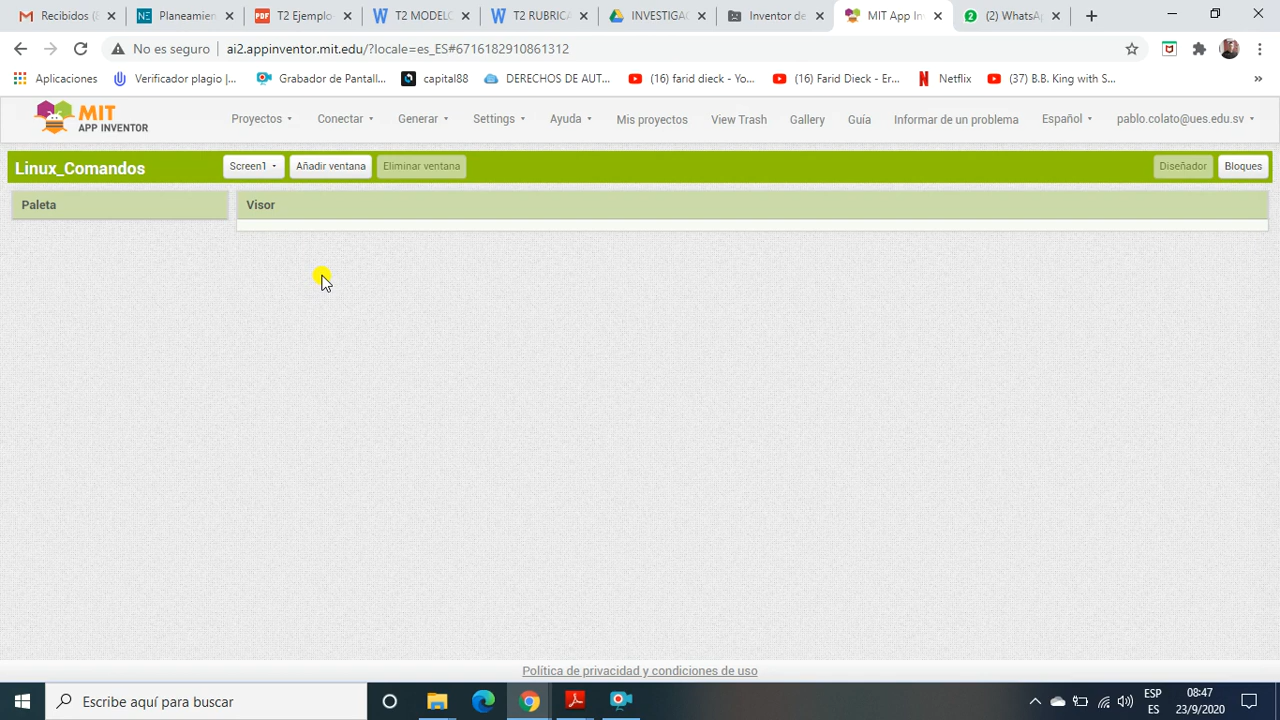 Recibidos (
Planeamien
T2 Ejemplo
T2 MODELO
T2 RUBRICA
INVESTIGAC
Inventor de
MIT App In
(2) WhatsAp
No es seguro
ai2.appinventor.mit.edu/?locale=es_ES#6716182910861312
Aplicaciones
Verificador plagio |...
Grabador de Pantall...
capital88
DERECHOS DE AUT...
(16) farid dieck - Yo...
(16) Farid Dieck - Er...
Netflix
(37) B.B. King with S...
»
MIT
APP INVENTOR
Proyectos
Conectar
Generar
Settings
Ayuda
Mis proyectos
View Trash
Gallery
Guía
Informar de un problema
Español
pablo.colato@ues.edu.sv
Linux_Comandos
Screen1
Añadir ventana
Eliminar ventana
Diseñador
Bloques
Paleta
Visor
Política de privacidad y condiciones de uso
Escribe aquí para buscar
ESP
ES
08:47
23/9/2020